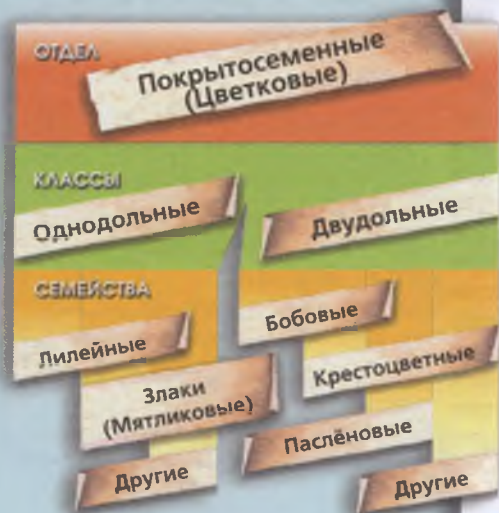 ОТДЕЛ
Покрытосеменные
(Цветковые)
КЛАССЫ
Однодольные
Двудольные
СЕМЕЙСТВА
Лилейные
Злаки
(Мятликовые)
Другие
Бобовые
Крестоцветные
Паслёновые
Другие